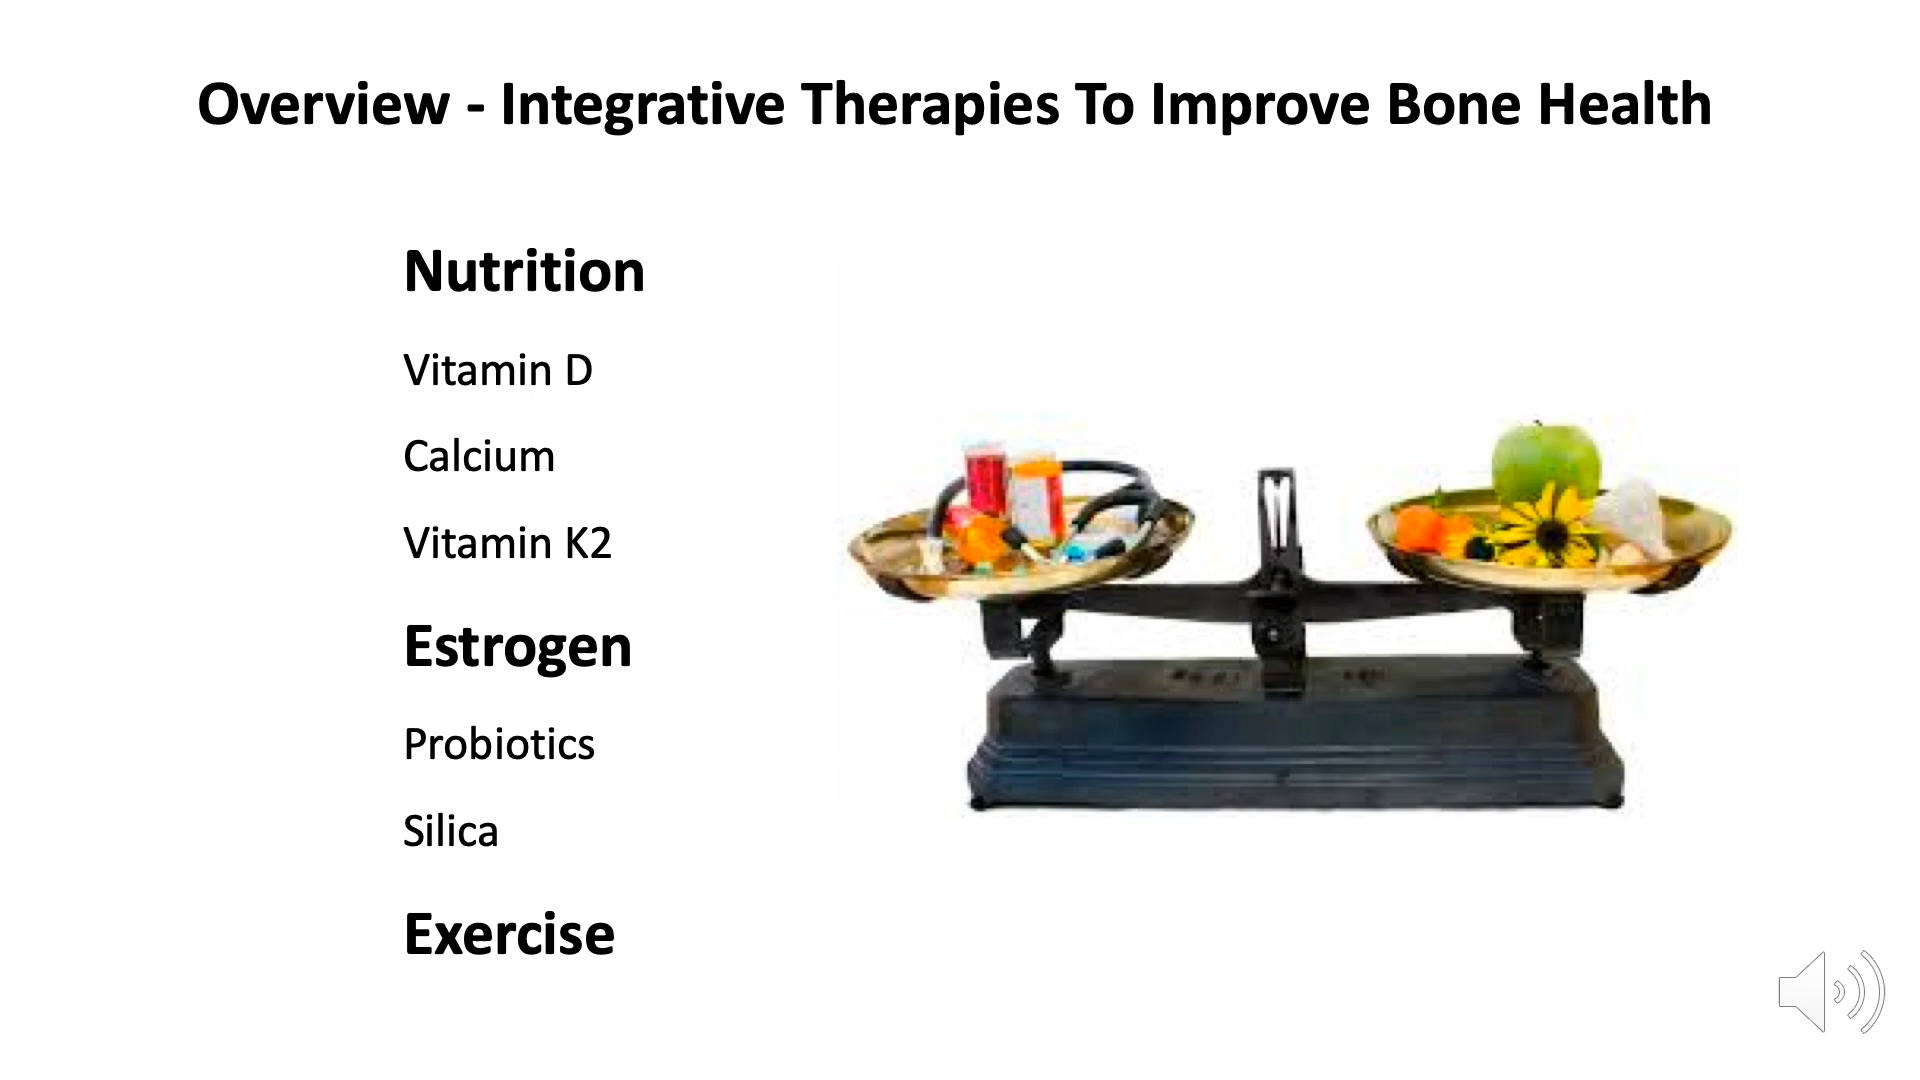 Overview - Integrative Therapies To Improve Bone Health
Nutrition
Vitamin D
Calcium
Vitamin K2
Estrogen
Probiotics
Silica
Exercise